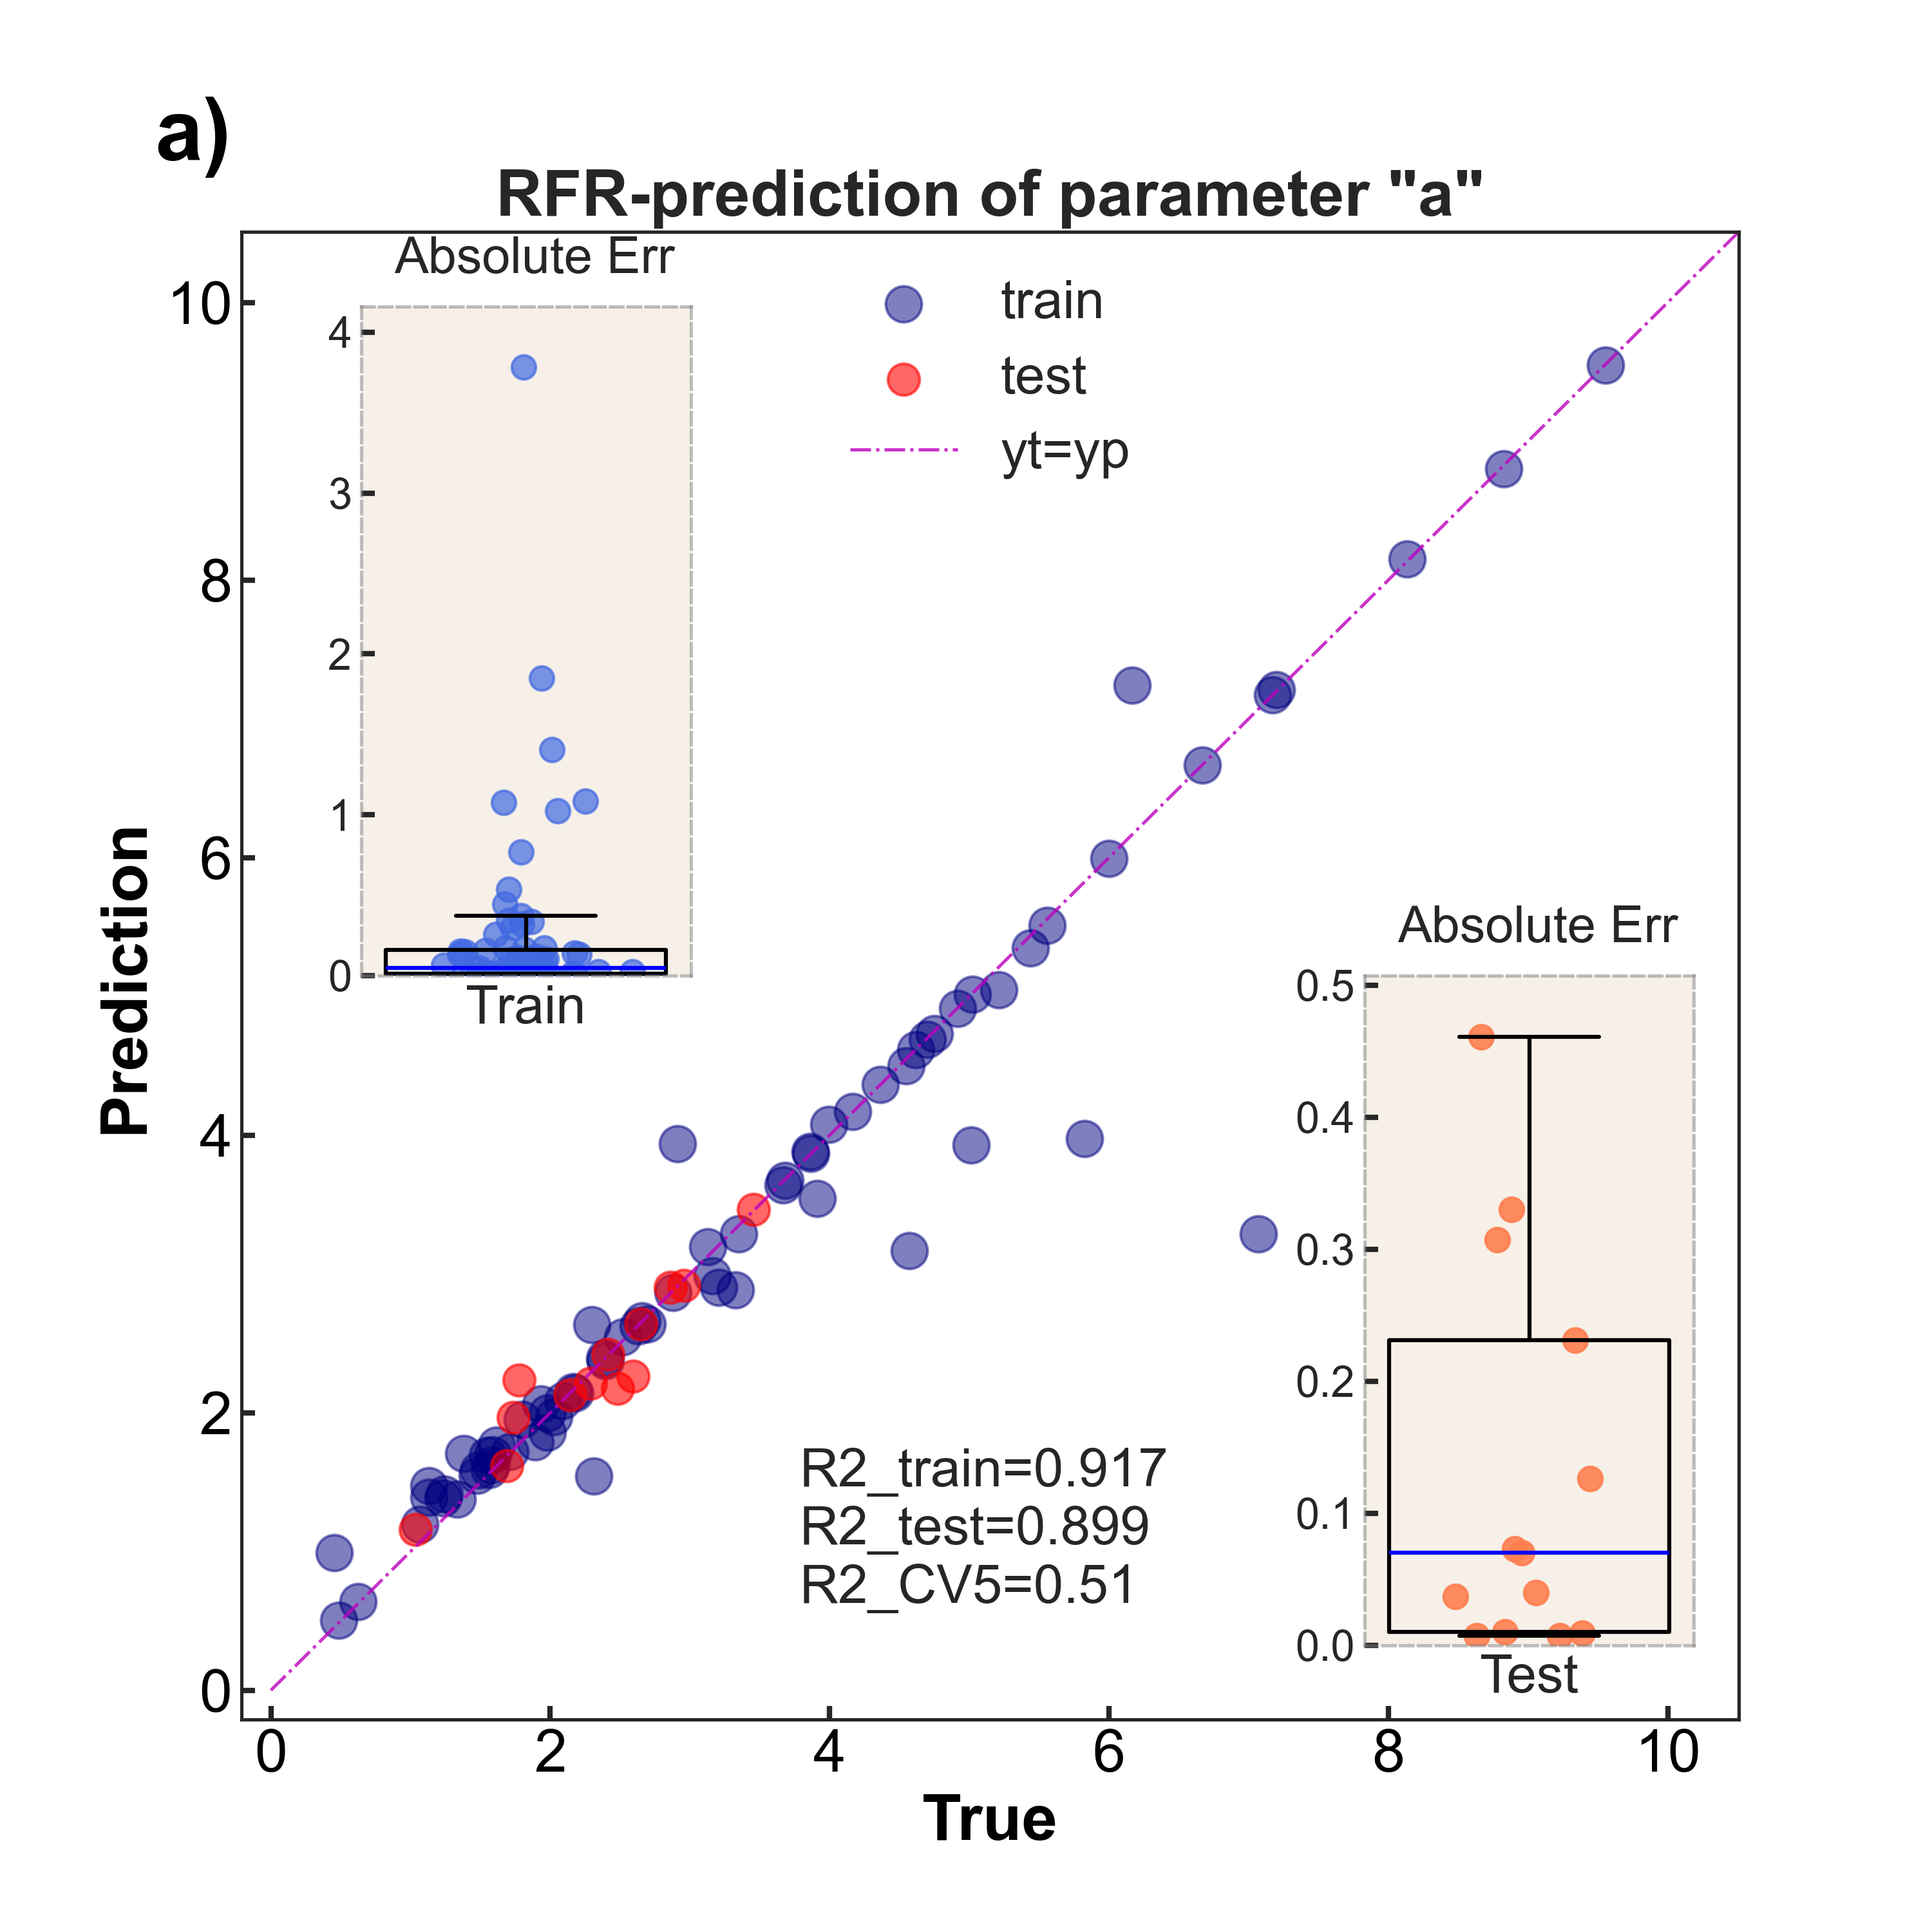 a)
RFR-prediction of parameter "a"
Absolute Err
4
3
2
1
0
Train
train
test
yt=yp
10
8
6
4
2
0
Prediction
Absolute Err
0.5
0.4
0.3
0.2
0.1
0.0
Test
R2_train=0.917
R2_test=0.899
R2_CV5=0.51
0 2 4 6 8 10
True